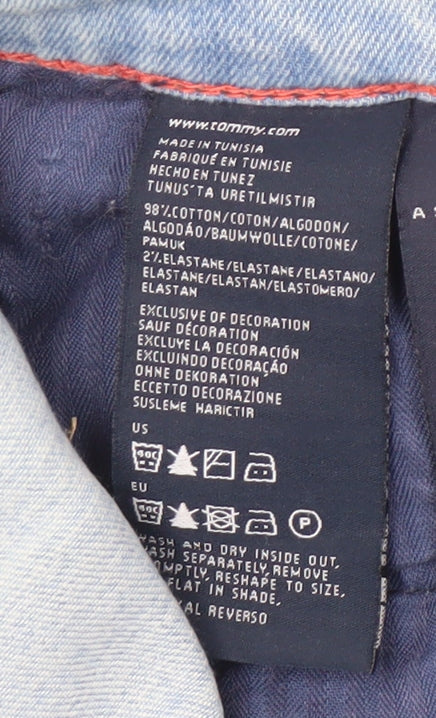 www.tommy.com
MADE IN TUNISIA
FABRIQUÉ EN TUNISIE
HECHO EN TUNEZ
TUNUS'TA URETILMISTIR
98%COTTON/COTON/ALGODON/
ALGODÃO/BAUMWOLLE/COTONE/
PAMUK
2%ELASTANE/ELASTANE/ELASTANO/
ELASTANE/ELASTAN/ELASTOMERO/
ELASTAN
EXCLUSIVE OF DECORATION
SAUF DÉCORATION
EXCLUYE LA DECORACIÓN
EXCLUINDO DECORAÇÃO
OHNE DEKORATION
ECCETTO DECORAZIONE
SUSLEME HARICTIR
US
60C
EU
60C
P
AND DRY INSIDE OUT,
SEPARATELY, REMOVE
RESHAPE TO SIZE,
FLAT IN SHADE,
REVERSO